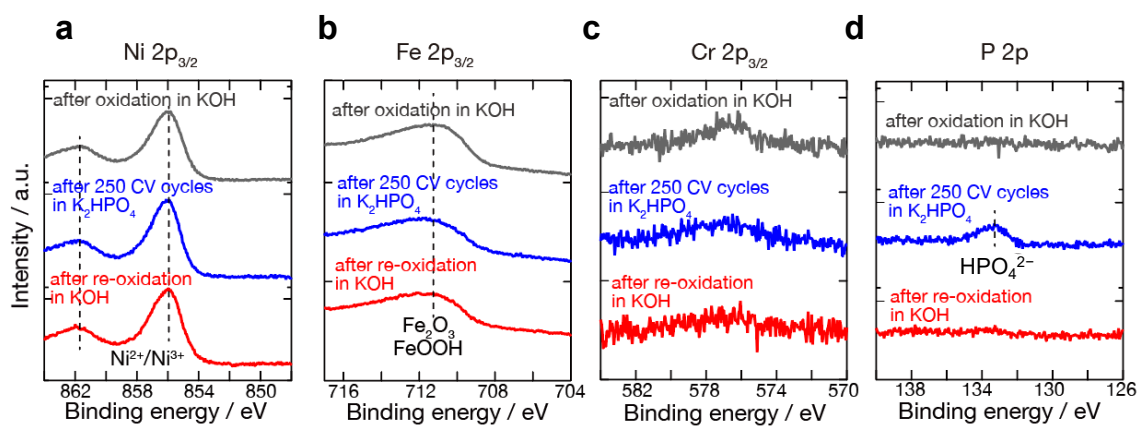 a
Ni 2p3/2
after oxidation in KOH
after 250 CV cycles
in K2HPO4
after re-oxidation
in KOH
Ni2+/Ni3+
862 858 854 850
Binding energy / eV
Intensity / a.u.
b
Fe 2p3/2
after oxidation in KOH
after 250 CV cycles
in K2HPO4
after re-oxidation
in KOH
Fe2O3
FeOOH
716 712 708 704
Binding energy / eV
c
Cr 2p3/2
after oxidation in KOH
after 250 CV cycles
in K2HPO4
after re-oxidation
in KOH
582 578 574 570
Binding energy / eV
d
P 2p
after oxidation in KOH
after 250 CV cycles
in K2HPO4
HPO42−
after re-oxidation
in KOH
138 134 130 126
Binding energy / eV